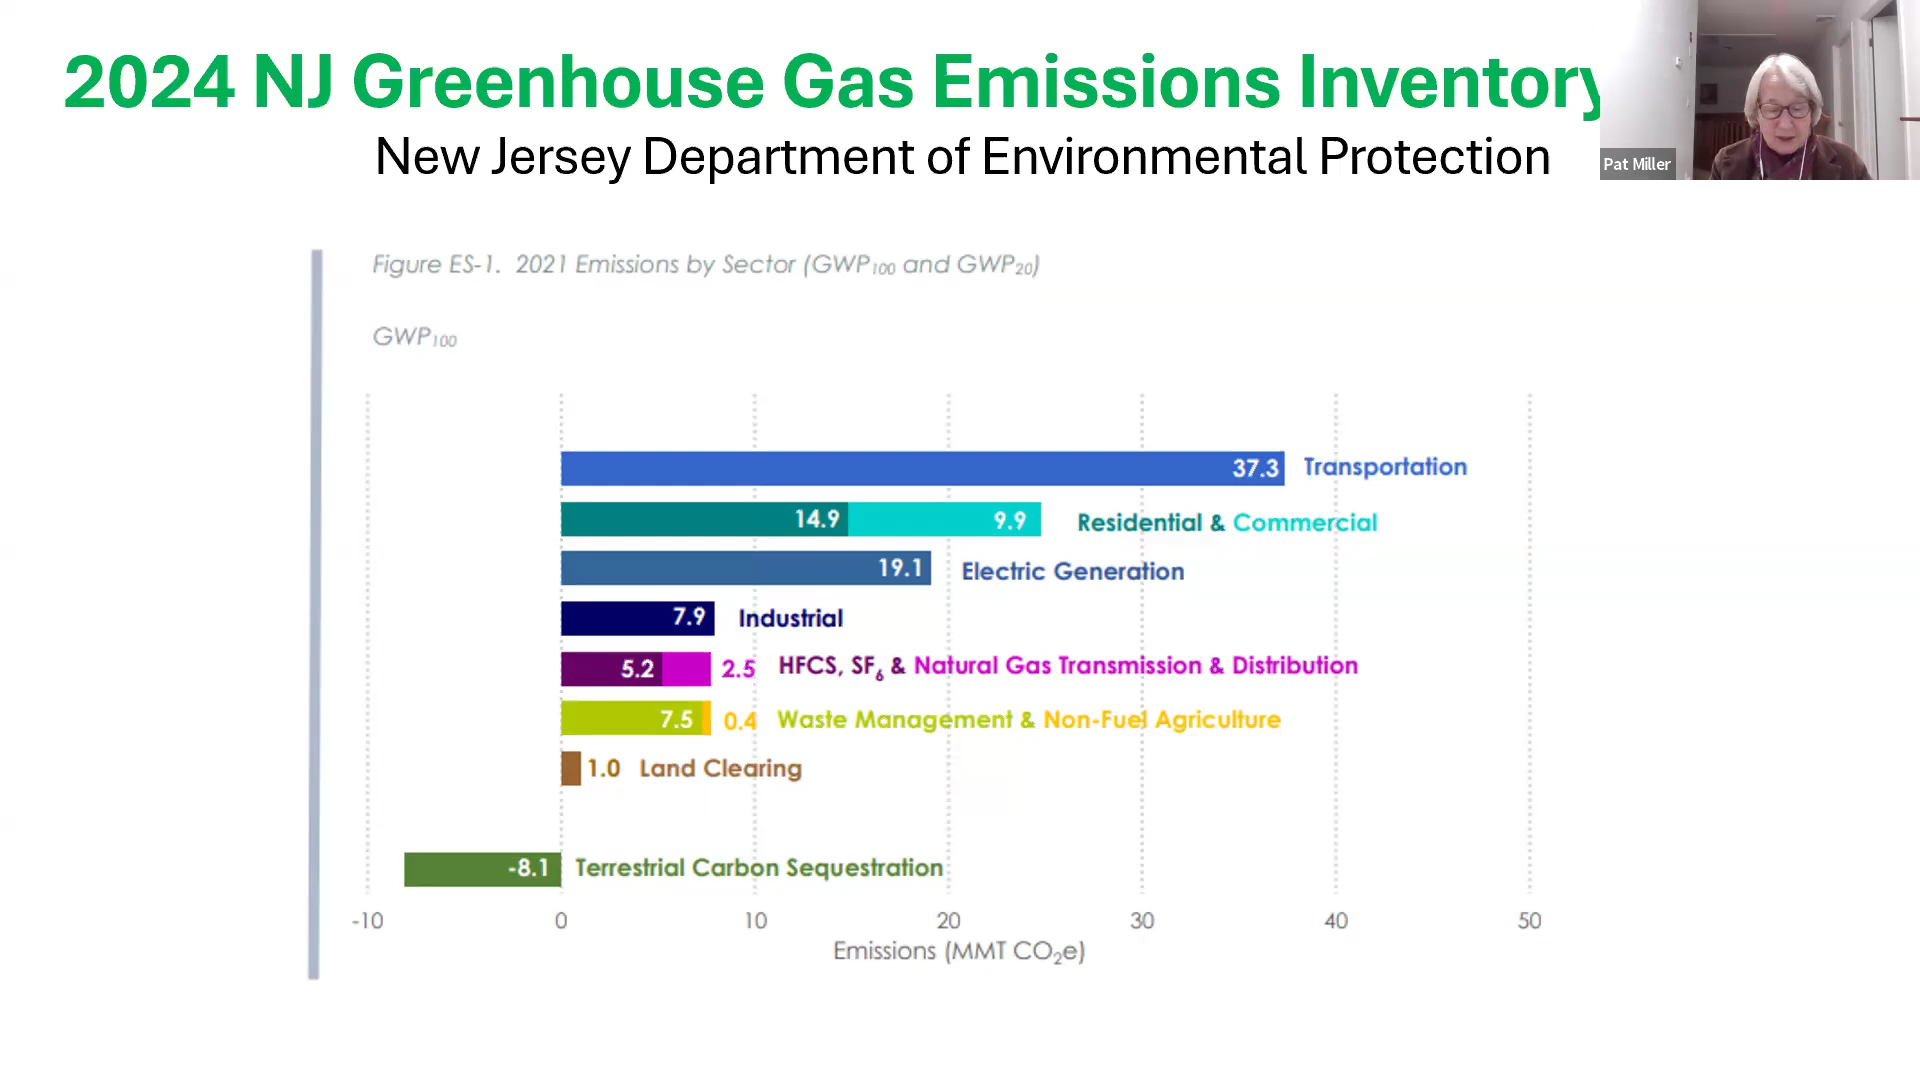 2024 NJ Greenhouse Gas Emissions Inventory
New Jersey Department of Environmental Protection
Pat Miller
Figure ES-1. 2021 Emissions by Sector (GWP₁₀₀ and GWP₂₀)
GWP₁₀₀
37.3 Transportation
14.9 9.9 Residential & Commercial
19.1 Electric Generation
7.9 Industrial
5.2 2.5 HFCS, SF₆ & Natural Gas Transmission & Distribution
7.5 0.4 Waste Management & Non-Fuel Agriculture
1.0 Land Clearing
-8.1 Terrestrial Carbon Sequestration
-10 0 10 20 30 40 50
Emissions (MMT CO₂e)